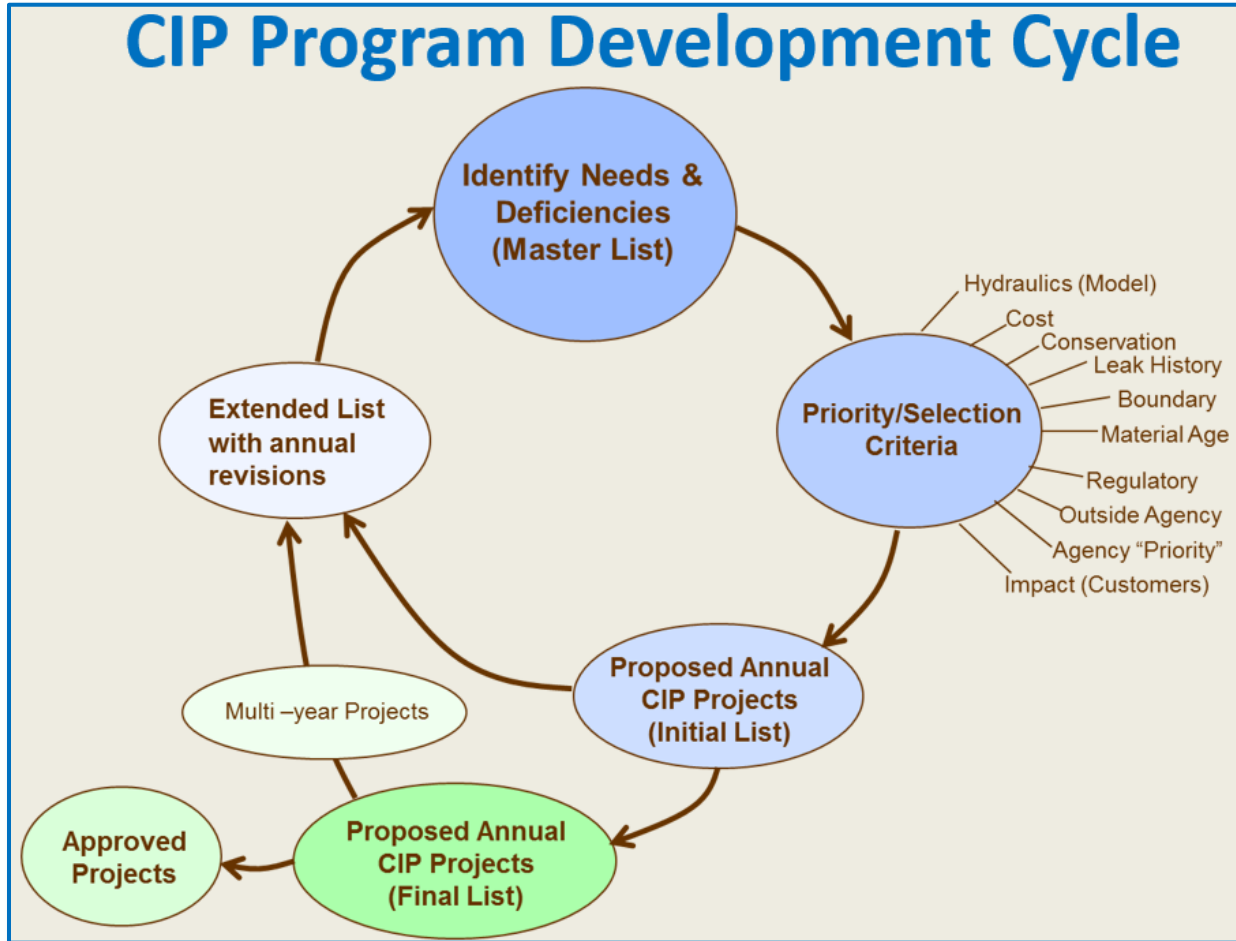 CIP Program Development Cycle
Identify Needs &
Deficiencies
(Master List)
Hydraulics (Model)
Cost
Conservation
Leak History
Boundary
Material Age
Regulatory
Outside Agency
Agency “Priority”
Impact (Customers)
Priority/Selection
Criteria
Extended List
with annual
revisions
Proposed Annual
CIP Projects
(Initial List)
Multi –year Projects
Proposed Annual
CIP Projects
(Final List)
Approved
Projects